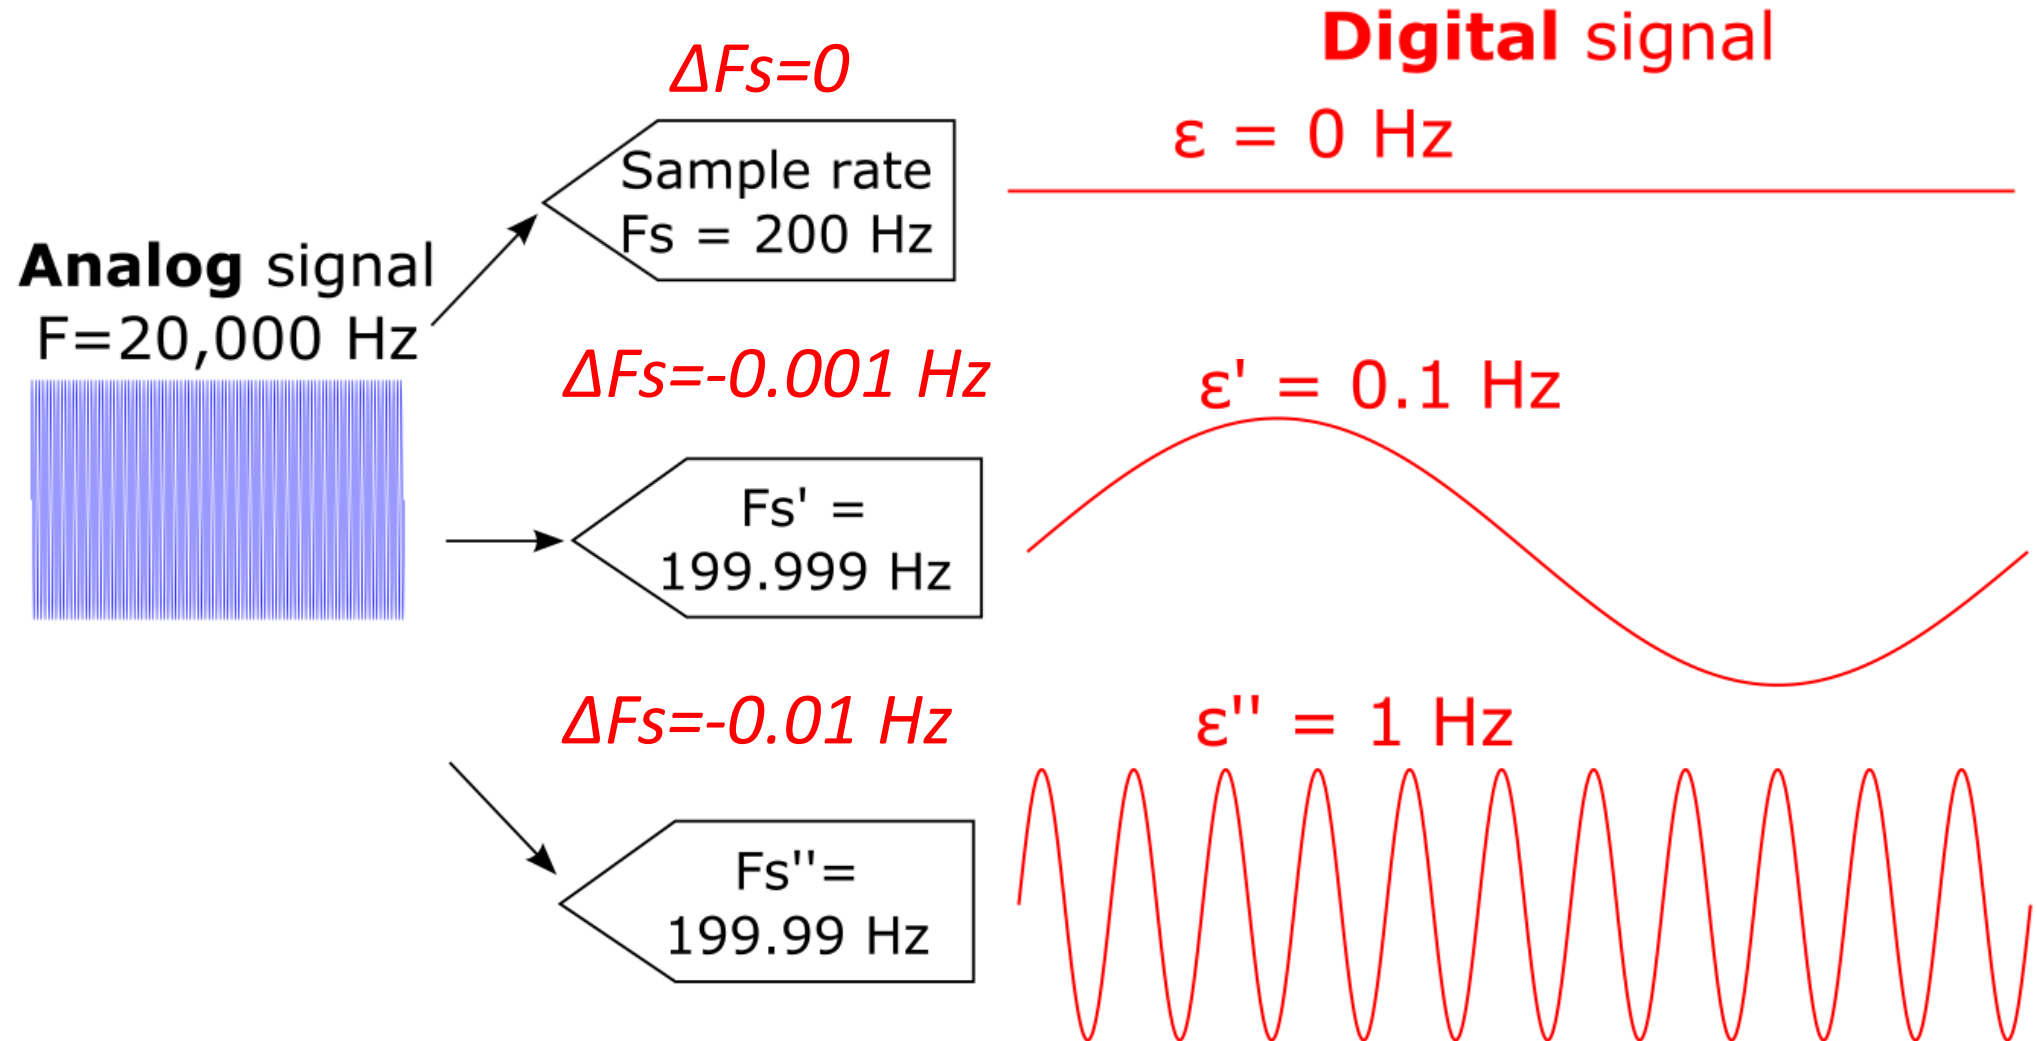 Analog signal
F=20,000 Hz
ΔFs=0
Sample rate
Fs = 200 Hz
Digital signal
ε = 0 Hz
ΔFs=-0.001 Hz
Fs' =
199.999 Hz
ε' = 0.1 Hz
ΔFs=-0.01 Hz
Fs''=
199.99 Hz
ε'' = 1 Hz